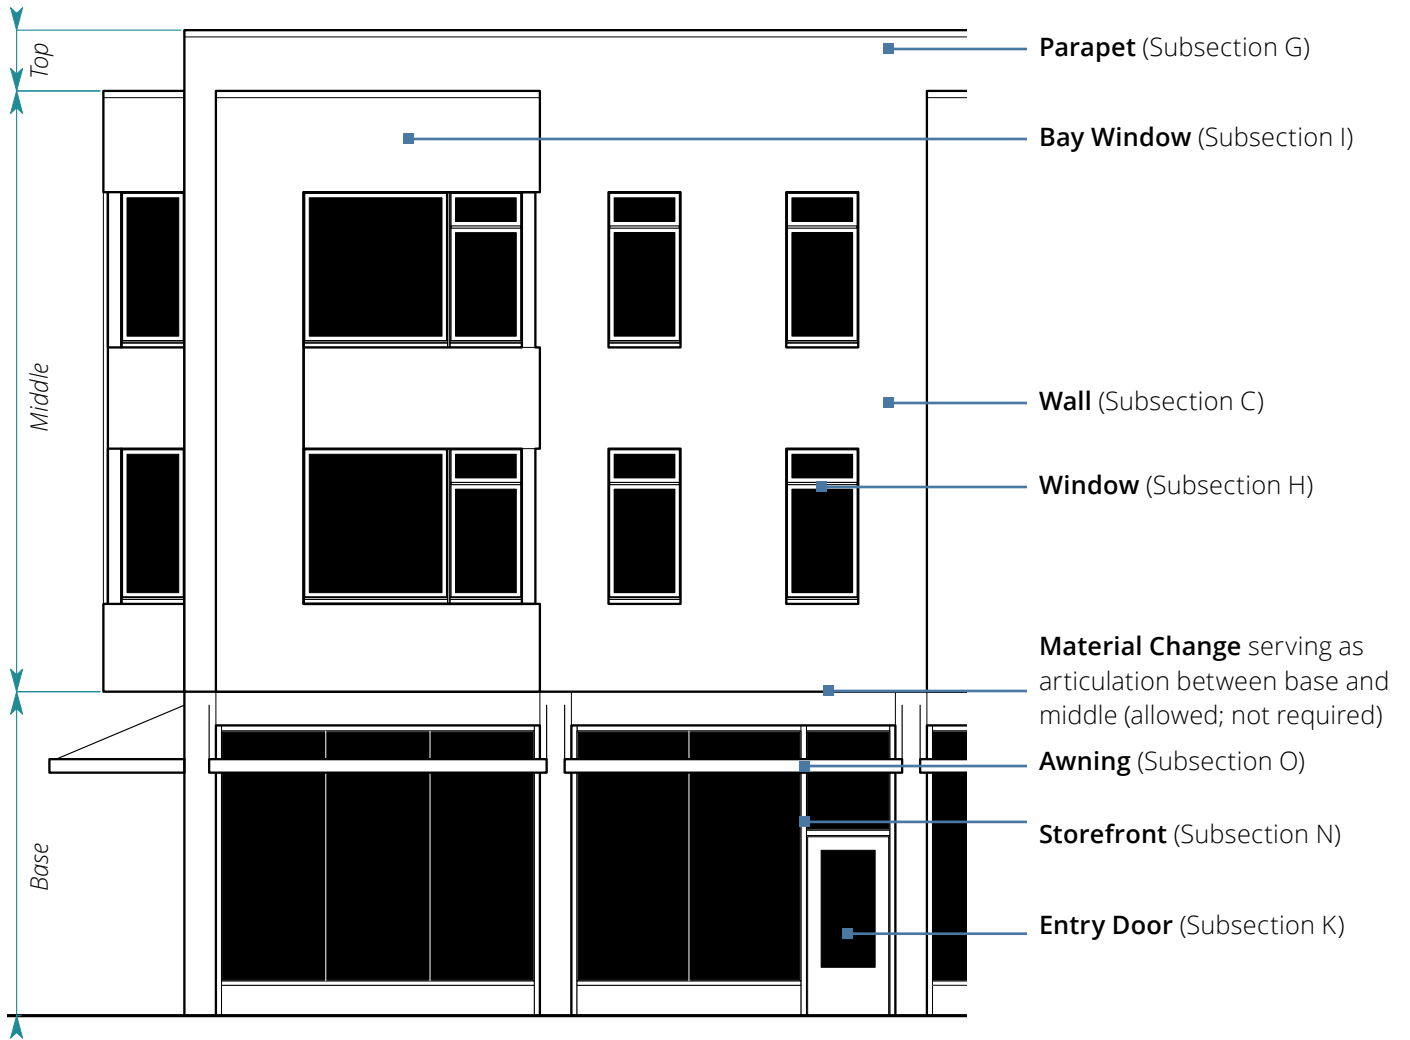 Top
Parapet (Subsection G)
Bay Window (Subsection I)
Middle
Wall (Subsection C)
Window (Subsection H)
Material Change serving as
articulation between base and
middle (allowed; not required)
Awning (Subsection O)
Storefront (Subsection N)
Base
Entry Door (Subsection K)